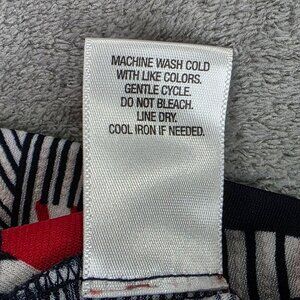 MACHINE WASH COLD
WITH LIKE COLORS.
GENTLE CYCLE.
DO NOT BLEACH.
LINE DRY.
COOL IRON IF NEEDED.